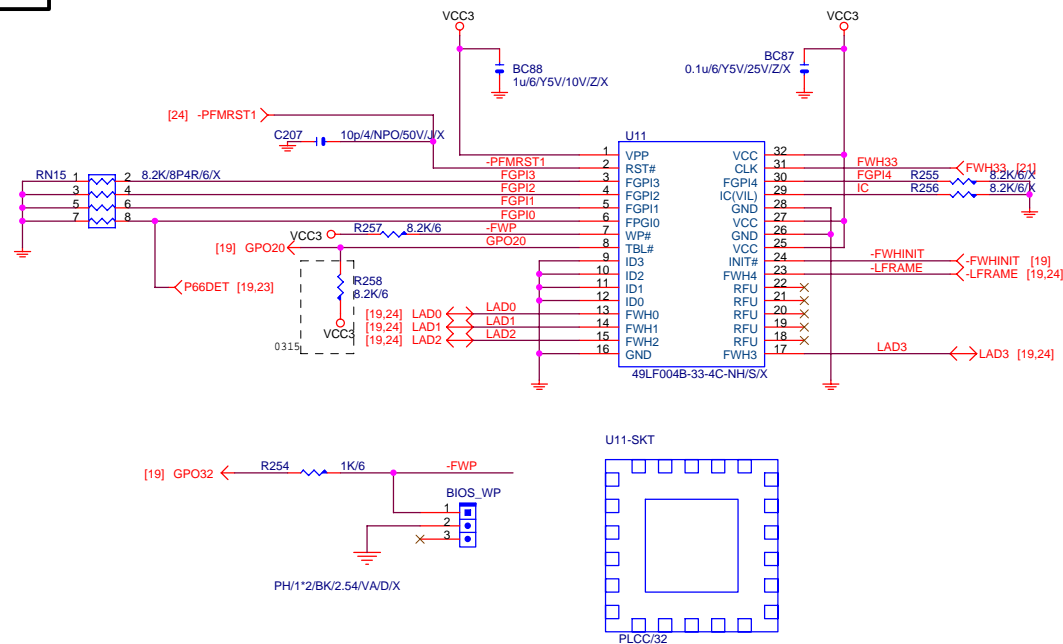 VCC3
VCC3
BC88
1u/6/Y5V/10V/Z/X
BC87
0.1u/6/Y5V/25V/Z/X
[24] -PFMRST1
C207 10p/4/NPO/50V/J/X
U11
-PFMRST1 1 VPP VCC 32
2 RST# CLK 31 FWH33 FWH33 [21]
RN15 1 2 8.2K/8P4R/6/X FGPI3 3 FGPI3 FGPI4 30 FGPI4 R255 8.2K/6/X
3 4 FGPI2 4 FGPI2 IC(VIL) 29 IC R256 8.2K/6/X
5 6 FGPI1 5 FGPI1 GND 28
7 8 FGPI0 6 FPGI0 VCC 27
VCC3 R257 8.2K/6 -FWP 7 WP# GND 26
[19] GPO20 GPO20 8 TBL# VCC 25
9 ID3 INIT# 24 -FWHINIT -FWHINIT [19]
10 ID2 FWH4 23 -LFRAME -LFRAME [19,24]
P66DET [19,23] R258 8.2K/6 11 ID1 RFU 22
12 ID0 RFU 21
[19,24] LAD0 LAD0 13 FWH0 RFU 20
[19,24] LAD1 LAD1 14 FWH1 RFU 19
VCC3 [19,24] LAD2 LAD2 15 FWH2 RFU 18
0315 16 GND FWH3 17 LAD3 LAD3 [19,24]
49LF004B-33-4C-NH/S/X
U11-SKT
[19] GPO32 R254 1K/6 -FWP
BIOS_WP
1
2
3
PH/1*2/BK/2.54/VA/D/X
PLCC/32